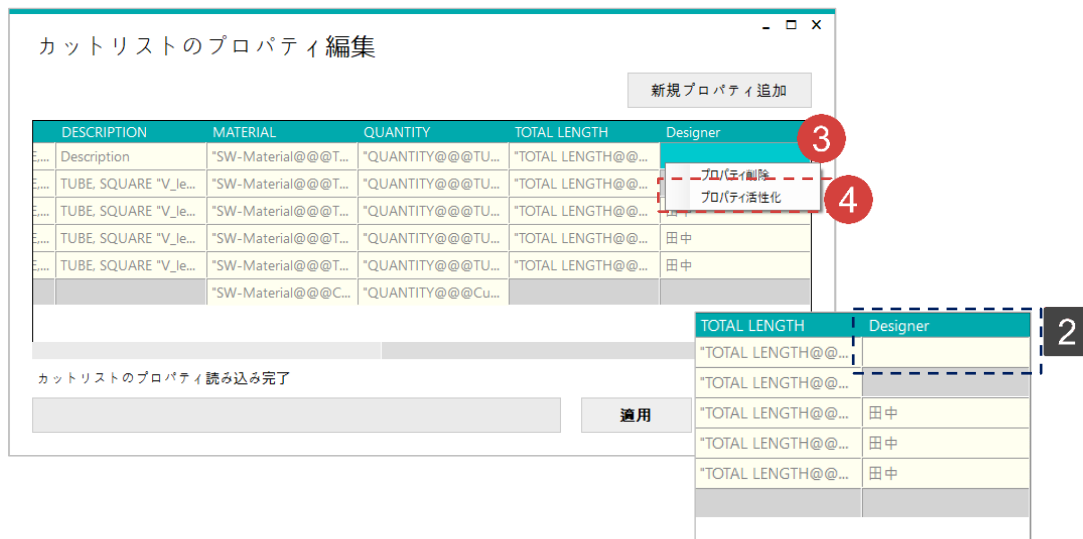 カットリストのプロパティ編集
新規プロパティ追加
DESCRIPTION MATERIAL QUANTITY TOTAL LENGTH Designer
E,... Description "SW-Material@@@T... "QUANTITY@@@TU... "TOTAL LENGTH@@...
E,... TUBE, SQUARE "V_le... "SW-Material@@@T... "QUANTITY@@@TU... "TOTAL LENGTH@@...
E,... TUBE, SQUARE "V_le... "SW-Material@@@T... "QUANTITY@@@TU... "TOTAL LENGTH@@... 田中
E,... TUBE, SQUARE "V_le... "SW-Material@@@T... "QUANTITY@@@TU... "TOTAL LENGTH@@... 田中
E,... TUBE, SQUARE "V_le... "SW-Material@@@T... "QUANTITY@@@TU... "TOTAL LENGTH@@... 田中
"SW-Material@@@C... "QUANTITY@@@Cu...
3
プロパティ削除
プロパティ活性化
4
カットリストのプロパティ読み込み完了
適用
TOTAL LENGTH Designer
2
"TOTAL LENGTH@@...
"TOTAL LENGTH@@...
"TOTAL LENGTH@@... 田中
"TOTAL LENGTH@@... 田中
"TOTAL LENGTH@@... 田中